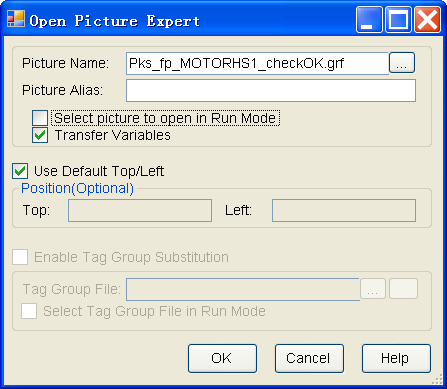 Open Picture Expert
Picture Name: Pks_fp_MOTORHS1_checkOK.grf ...
Picture Alias:
Select picture to open in Run Mode
Transfer Variables
Use Default Top/Left
Position(Optional)
Top: Left:
Enable Tag Group Substitution
Tag Group File: ...
Select Tag Group File in Run Mode
OK Cancel Help